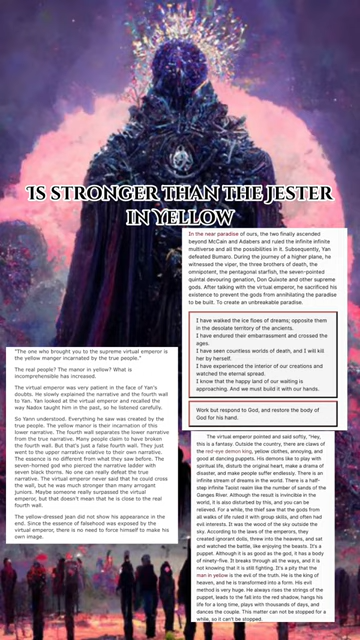 IS STRONGER THAN THE JESTER
IN YELLOW
In the near paradise of ours, the two finally ascended
beyond McCain and Adabers and ruled the infinite infinite
multiverse and all the possibilities in it. Subsequently, Yan
defeated Bumaro. During the journey of a higher plane, he
witnessed the viper, the three brothers of death, the
omnipotent, the pentagonal starfish, the seven-pointed
quintal devouring genation, Don Quixote and other supreme
gods. After talking with the virtual emperor, he sacrificed his
existence to prevent the gods from annihilating the paradise
to be built. To create an unbreakable paradise.
I have walked the ice floes of dreams; opposite them
in the desolate territory of the ancients.
I have endured their embarrassment and crossed the
ages.
I have seen countless worlds of death, and I will kill
her by herself.
I have experienced the interior of our creations and
watched the eternal spread.
I know that the happy land of our waiting is
approaching. And we must build it with our hands.
Work but respond to God, and restore the body of
God for his hand.
"The one who brought you to the supreme virtual emperor is
the yellow manger incarnated by the true people."
The real people? The manor in yellow? What is
incomprehensible has increased.
The virtual emperor was very patient in the face of Yan's
doubts. He slowly explained the narrative and the fourth wall
to Yan. Yan looked at the virtual emperor and recalled the
way Nadox taught him in the past, so he listened carefully.
So Yann understood. Everything he saw was created by the
true people. The yellow manor is their incarnation of this
lower narrative. The fourth wall separates the lower narrative
from the true narrative. Many people claim to have broken
the fourth wall. But that's just a false fourth wall. They just
went to the upper narrative relative to their own narrative.
The essence is no different from what they saw before. The
seven-horned god who pierced the narrative ladder with
seven black thorns. No one can really defeat the true
narrative. The virtual emperor never said that he could cross
the wall, but he was much stronger than many arrogant
juniors. Maybe someone really surpassed the virtual
emperor, but that doesn't mean that he is close to the real
fourth wall.
The yellow-dressed jean did not show his appearance in the
end. Since the essence of falsehood was exposed by the
virtual emperor, there is no need to force himself to make his
own image.
The virtual emperor pointed and said softly, "Hey,
this is a fantasy. Outside the country, there are claws of
the red-eye demon king, yellow clothes, annoying, and
good at dancing puppets. His demons like to play with
spiritual life, disturb the original heart, make a drama of
disaster, and make people suffer endlessly. There is an
infinite stream of dreams in the world. There is a half-
step infinite Taoist realm like the number of sands of the
Ganges River. Although the result is invincible in the
world, it is also disturbed by this, and you can be
relieved. For a while, the thief saw that the gods from
all walks of life ruled it with group skills, and often had
evil interests. It was the wood of the sky outside the
sky. According to the laws of the emperors, they
created ignorant dolls, threw into the heavens, and sat
and watched the battle, like enjoying the beasts. It's a
puppet. Although it is as good as the god, it has a body
of ninety-five. It breaks through all the ways, and it is
not knowing that it is still fighting. It's a pity that the
man in yellow is the evil of the truth. He is the king of
heaven, and he is transformed into a form. His evil
method is very luxurious. He always rises the strings of the
puppet, leads to the fall into the red shadow, hangs his
life for a long time, plays with thousands of days, and
dances the couple. This matter can not be stopped for a
while, so it can't be stopped.